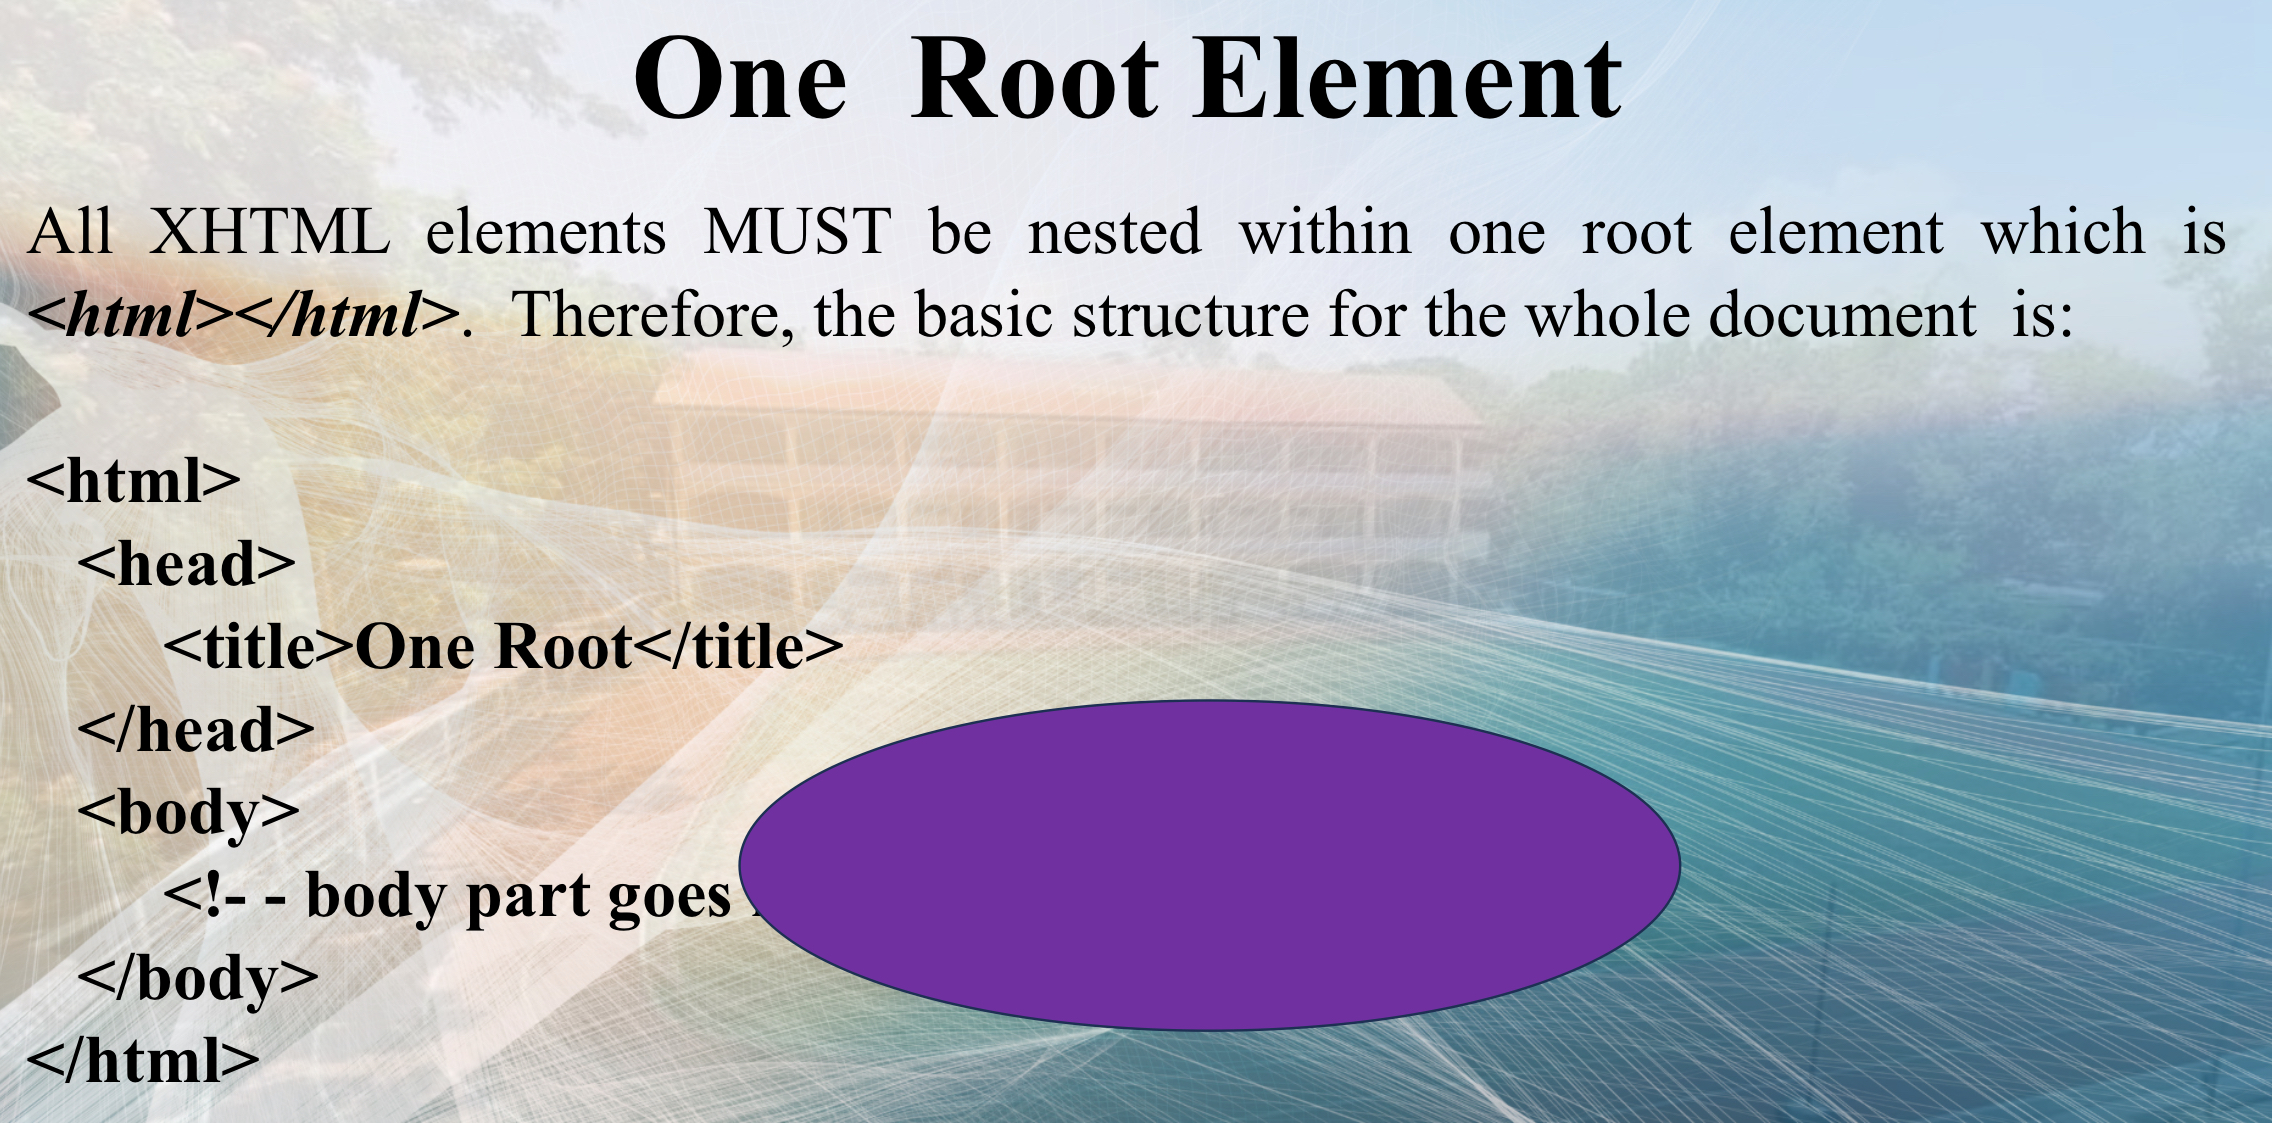 One Root Element
All XHTML elements MUST be nested within one root element which is
<html></html>. Therefore, the basic structure for the whole document is:
<html>
<head>
<title>One Root</title>
</head>
<body>
<!- - body part goes
</body>
</html>